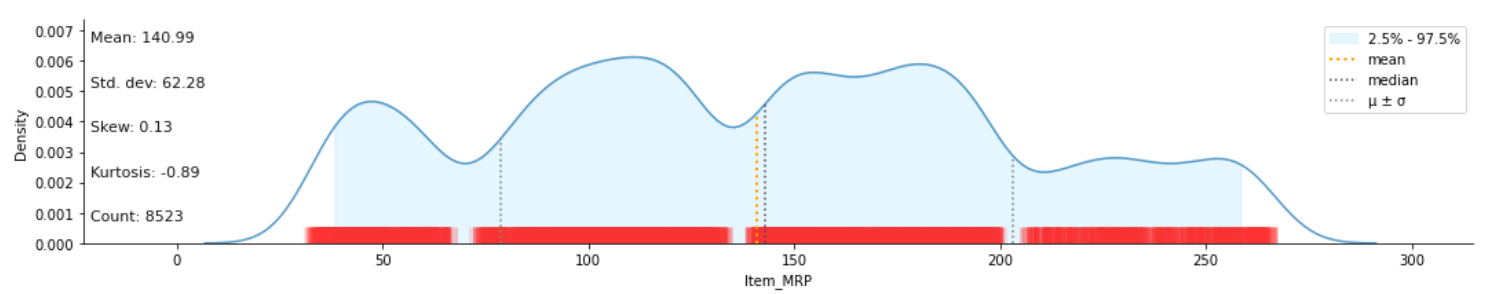 Mean: 140.99
Std. dev: 62.28
Skew: 0.13
Kurtosis: -0.89
Count: 8523
2.5% - 97.5%
mean
median
μ ± σ
Density
0.007
0.006
0.005
0.004
0.003
0.002
0.001
0.000
0 50 100 150 200 250 300
Item_MRP